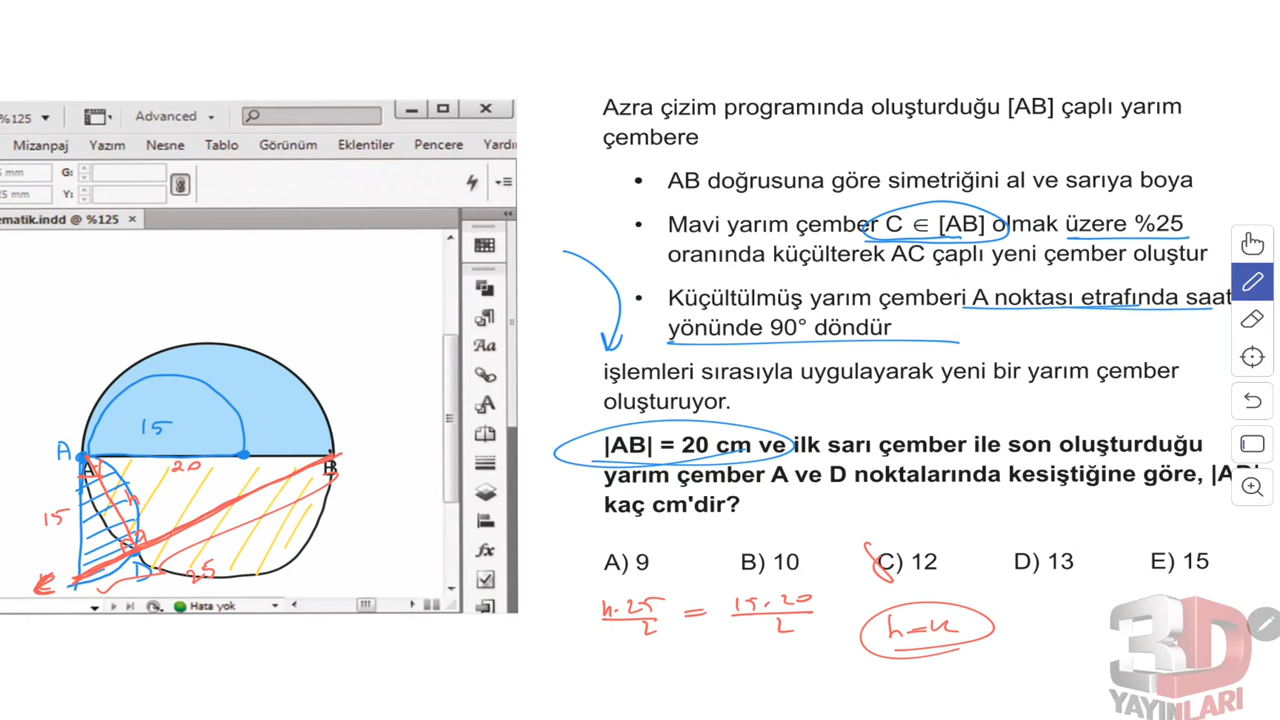 %125
Advanced
Mizanpaj Yazım Nesne Tablo Görünüm Eklentiler Pencere
mm G:
25 mm Y:
ematik.indd @ %125 ×
15
A
A 20 B
15
h
C D 25
Hata yok
Azra çizim programında oluşturduğu [AB] çaplı yarım
çembere
• AB doğrusuna göre simetriğini al ve sarıya boya
• Mavi yarım çember C ∈ [AB] olmak üzere %25
oranında küçülterek AC çaplı yeni çember oluştur
• Küçültülmüş yarım çemberi A noktası etrafında saat
yönünde 90° döndür
işlemleri sırasıyla uygulayarak yeni bir yarım çember
oluşturuyor.
|AB| = 20 cm ve ilk sarı çember ile son oluşturduğu
yarım çember A ve D noktalarında kesiştiğine göre,
kaç cm'dir?
A) 9 B) 10 C) 12 D) 13 E) 15
h.25/2 = 15.20/2
3D
YAYINLARI